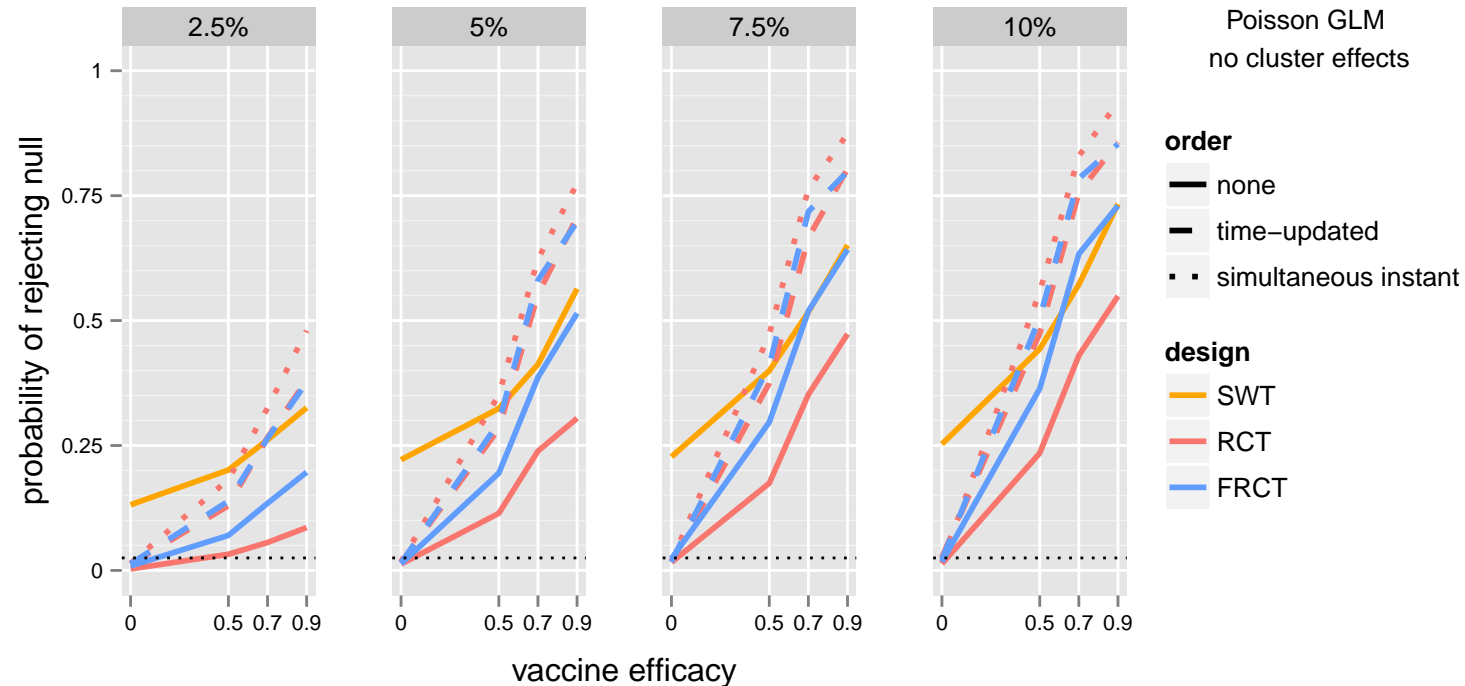 2.5%
5%
7.5%
10%
Poisson GLM
no cluster effects
probability of rejecting null
1
0.75
0.5
0.25
0
0 0.5 0.7 0.9
0 0.5 0.7 0.9
0 0.5 0.7 0.9
0 0.5 0.7 0.9
vaccine efficacy
order
none
time−updated
simultaneous instant
design
SWT
RCT
FRCT